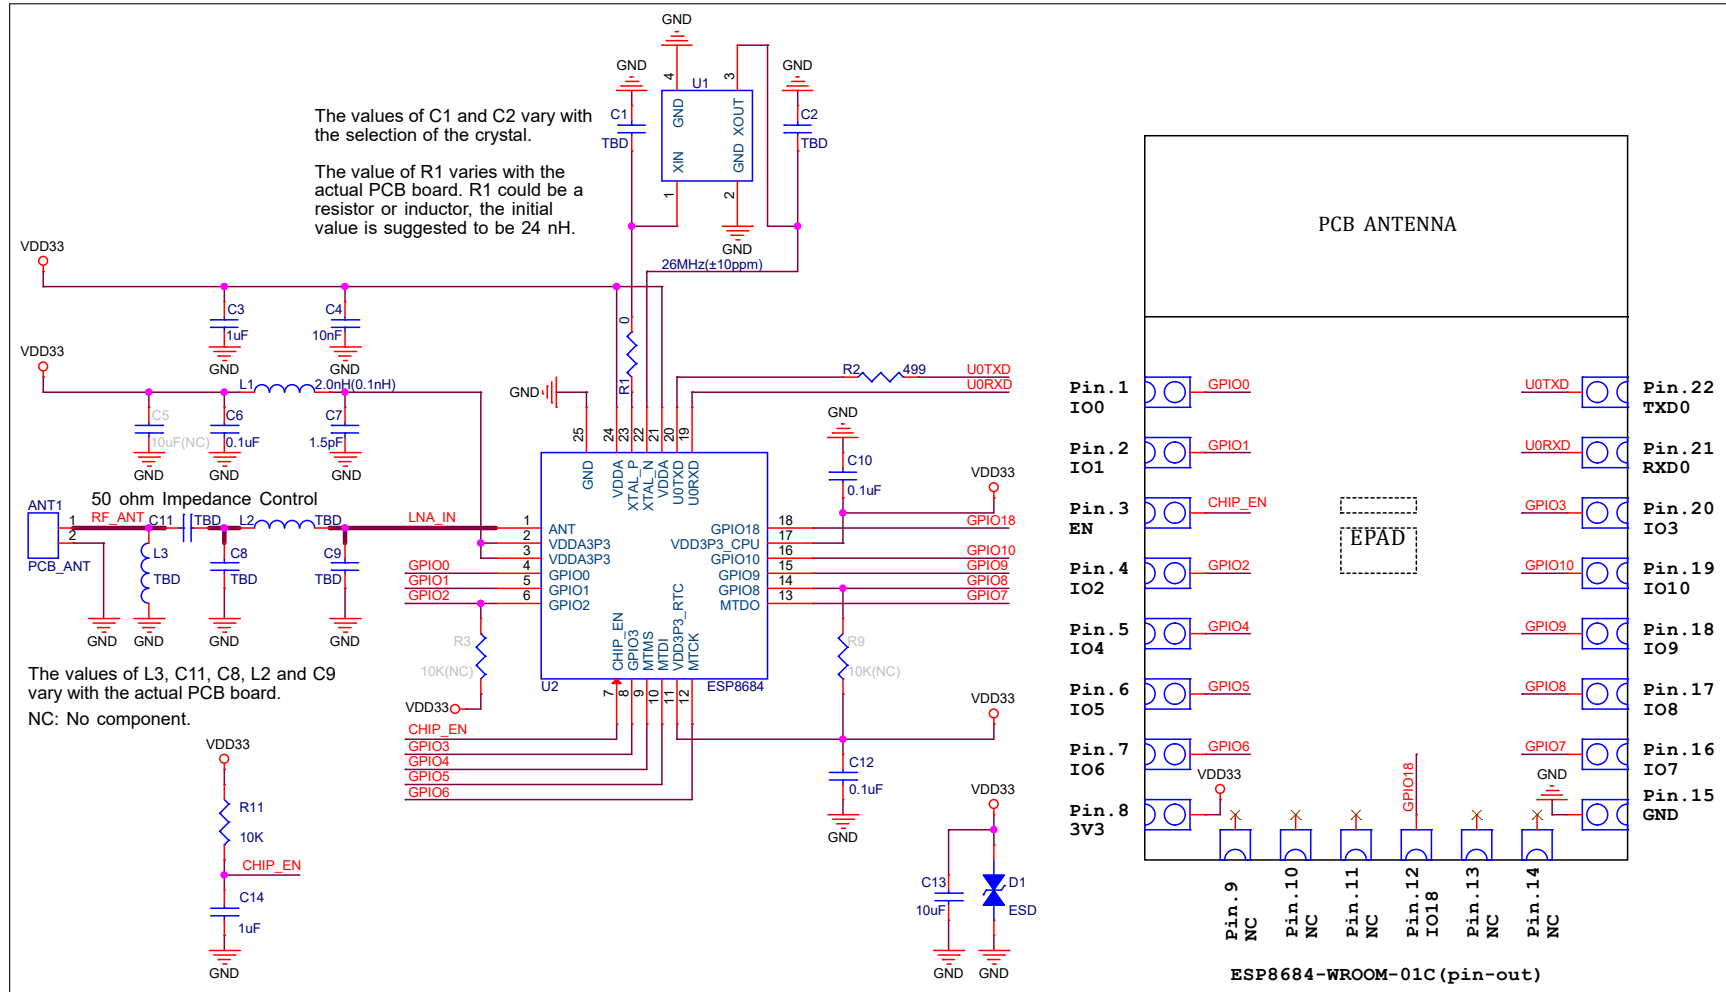 GND
GND
GND
4
3
U1
C1
TBD
GND
XOUT
XIN
GND
C2
TBD
1
2
GND
26MHz(±10ppm)
The values of C1 and C2 vary with
the selection of the crystal.
The value of R1 varies with the
actual PCB board. R1 could be a
resistor or inductor, the initial
value is suggested to be 24 nH.
VDD33
C3
1uF
GND
C4
10nF
GND
VDD33
L1
2.0nH(0.1nH)
C5
10uF(NC)
GND
C6
0.1uF
GND
C7
1.5pF
GND
R1
0
R2
499
U0TXD
U0RXD
GND
25
24
23
22
21
20
19
GND
VDDA
XTAL_P
XTAL_N
VDDA
U0TXD
U0RXD
GND
C10
0.1uF
VDD33
50 ohm Impedance Control
ANT1
1
2
PCB_ANT
RF_ANT
C11
TBD
L2
TBD
LNA_IN
L3
TBD
C8
TBD
C9
TBD
GND
GND
GND
GND
GPIO0
GPIO1
GPIO2
1
2
3
4
5
6
ANT
VDDA3P3
VDDA3P3
GPIO0
GPIO1
GPIO2
GPIO18
VDD3P3_CPU
GPIO10
GPIO9
GPIO8
MTDO
18
17
16
15
14
13
GPIO18
GPIO10
GPIO9
GPIO8
GPIO7
R3
10K(NC)
VDD33
CHIP_EN
GPIO3
MTMS
MTDI
VDD3P3_RTC
MTCK
U2
ESP8684
7
8
9
10
11
12
R9
10K(NC)
VDD33
CHIP_EN
GPIO3
GPIO4
GPIO5
GPIO6
C12
0.1uF
GND
The values of L3, C11, C8, L2 and C9
vary with the actual PCB board.
NC: No component.
VDD33
R11
10K
CHIP_EN
C14
1uF
GND
VDD33
C13
10uF
D1
ESD
GND
GND
PCB ANTENNA
EPAD
Pin.1
IO0
GPIO0
Pin.2
IO1
GPIO1
Pin.3
EN
CHIP_EN
Pin.4
IO2
GPIO2
Pin.5
IO4
GPIO4
Pin.6
IO5
GPIO5
Pin.7
IO6
GPIO6
Pin.8
3V3
VDD33
U0TXD
Pin.22
TXD0
U0RXD
Pin.21
RXD0
GPIO3
Pin.20
IO3
GPIO10
Pin.19
IO10
GPIO9
Pin.18
IO9
GPIO8
Pin.17
IO8
GPIO7
Pin.16
IO7
GND
Pin.15
GND
GPIO18
Pin.9
NC
Pin.10
NC
Pin.11
NC
Pin.12
IO18
Pin.13
NC
Pin.14
NC
ESP8684-WROOM-01C(pin-out)